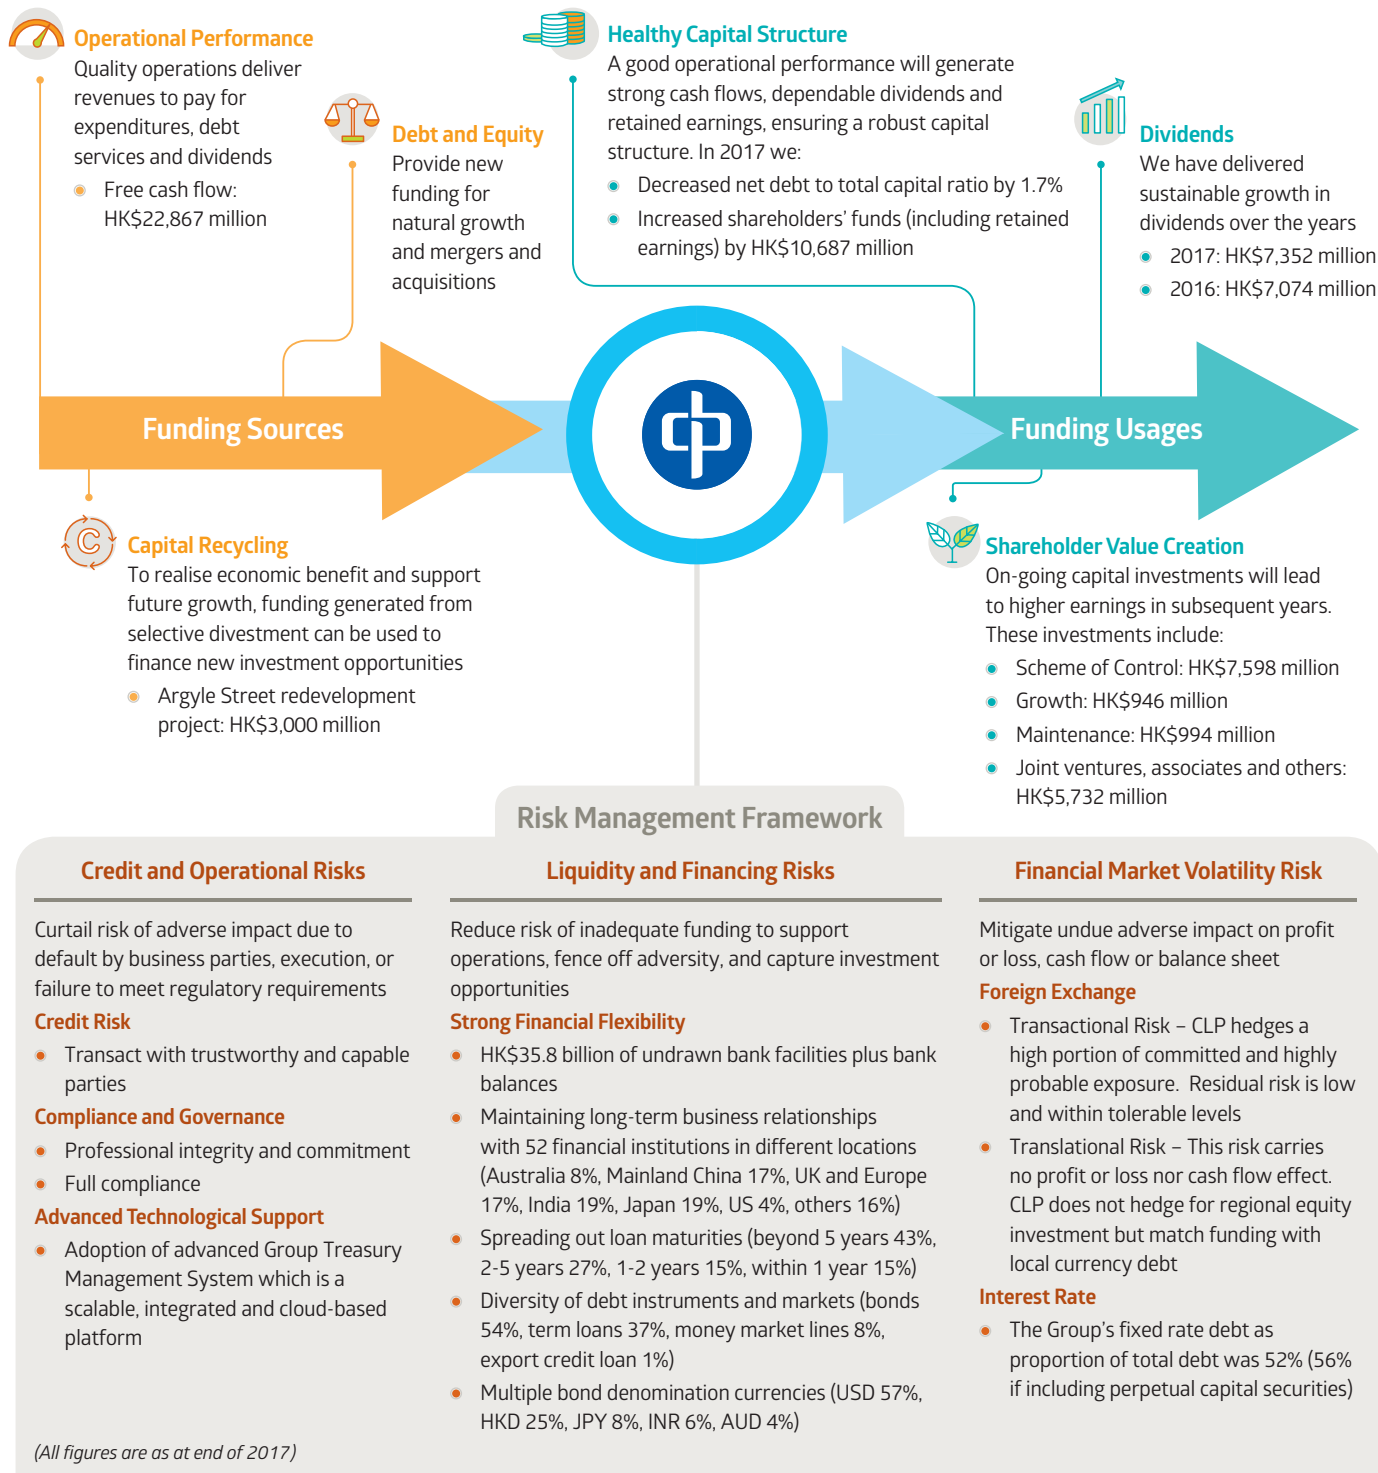 Operational Performance
Quality operations deliver
revenues to pay for
expenditures, debt
services and dividends
Free cash flow:
HK$22,867 million
Debt and Equity
Provide new
funding for
natural growth
and mergers and
acquisitions
Healthy Capital Structure
A good operational performance will generate
strong cash flows, dependable dividends and
retained earnings, ensuring a robust capital
structure. In 2017 we:
Decreased net debt to total capital ratio by 1.7%
Increased shareholders' funds (including retained
earnings) by HK$10,687 million
Dividends
We have delivered
sustainable growth in
dividends over the years
2017: HK$7,352 million
2016: HK$7,074 million
Funding Sources
Funding Usages
C
Capital Recycling
To realise economic benefit and support
future growth, funding generated from
selective divestment can be used to
finance new investment opportunities
Argyle Street redevelopment
project: HK$3,000 million
Shareholder Value Creation
On-going capital investments will lead
to higher earnings in subsequent years.
These investments include:
Scheme of Control: HK$7,598 million
Growth: HK$946 million
Maintenance: HK$994 million
Joint ventures, associates and others:
HK$5,732 million
Risk Management Framework
Credit and Operational Risks
Curtail risk of adverse impact due to
default by business parties, execution, or
failure to meet regulatory requirements
Credit Risk
Transact with trustworthy and capable
parties
Compliance and Governance
Professional integrity and commitment
Full compliance
Advanced Technological Support
Adoption of advanced Group Treasury
Management System which is a
scalable, integrated and cloud-based
platform
Liquidity and Financing Risks
Reduce risk of inadequate funding to support
operations, fence off adversity, and capture investment
opportunities
Strong Financial Flexibility
HK$35.8 billion of undrawn bank facilities plus bank
balances
Maintaining long-term business relationships
with 52 financial institutions in different locations
(Australia 8%, Mainland China 17%, UK and Europe
17%, India 19%, Japan 19%, US 4%, others 16%)
Spreading out loan maturities (beyond 5 years 43%,
2-5 years 27%, 1-2 years 15%, within 1 year 15%)
Diversity of debt instruments and markets (bonds
54%, term loans 37%, money market lines 8%,
export credit loan 1%)
Multiple bond denomination currencies (USD 57%,
HKD 25%, JPY 8%, INR 6%, AUD 4%)
Financial Market Volatility Risk
Mitigate undue adverse impact on profit
or loss, cash flow or balance sheet
Foreign Exchange
Transactional Risk – CLP hedges a
high portion of committed and highly
probable exposure. Residual risk is low
and within tolerable levels
Translational Risk – This risk carries
no profit or loss nor cash flow effect.
CLP does not hedge for regional equity
investment but match funding with
local currency debt
Interest Rate
The Group's fixed rate debt as
proportion of total debt was 52% (56%
if including perpetual capital securities)
(All figures are as at end of 2017)